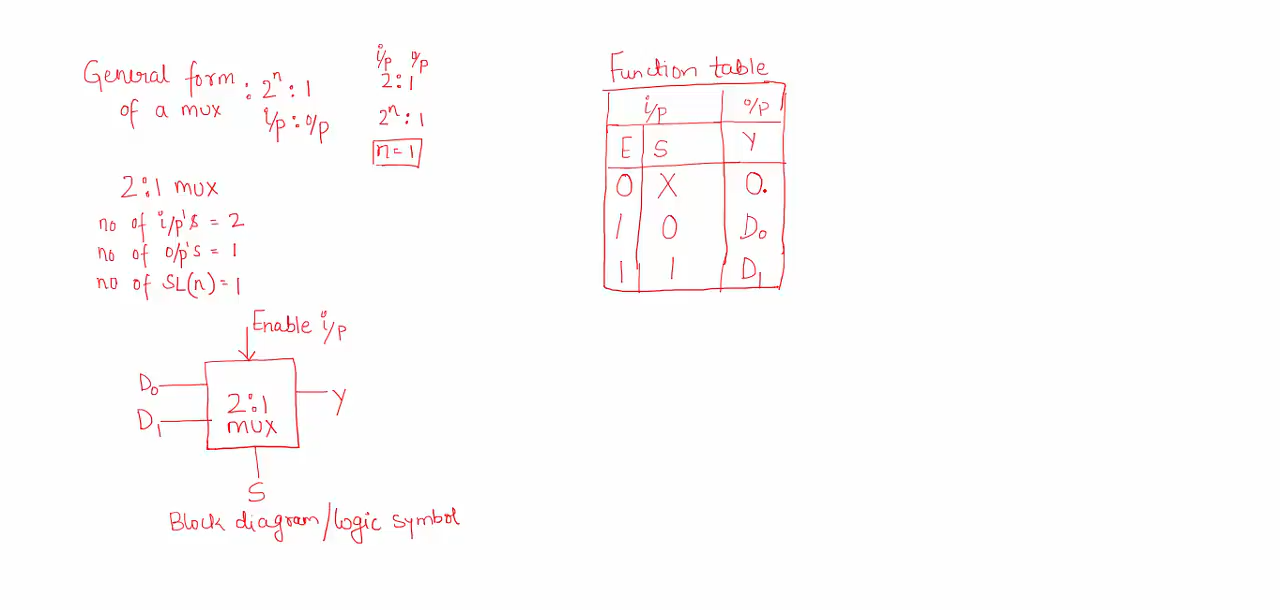 General form : 2ⁿ : 1
of a mux i/p : o/p
i/p o/p
2 : 1
2ⁿ : 1
n = 1
2:1 mux
no of i/p's = 2
no of o/p's = 1
no of SL(n) = 1
Enable i/p
D₀
D₁
2:1
mux
Y
S
Block diagram/logic symbol
Function table
i/p o/p
E S Y
0 X 0.
1 0 D₀
1 1 D₁